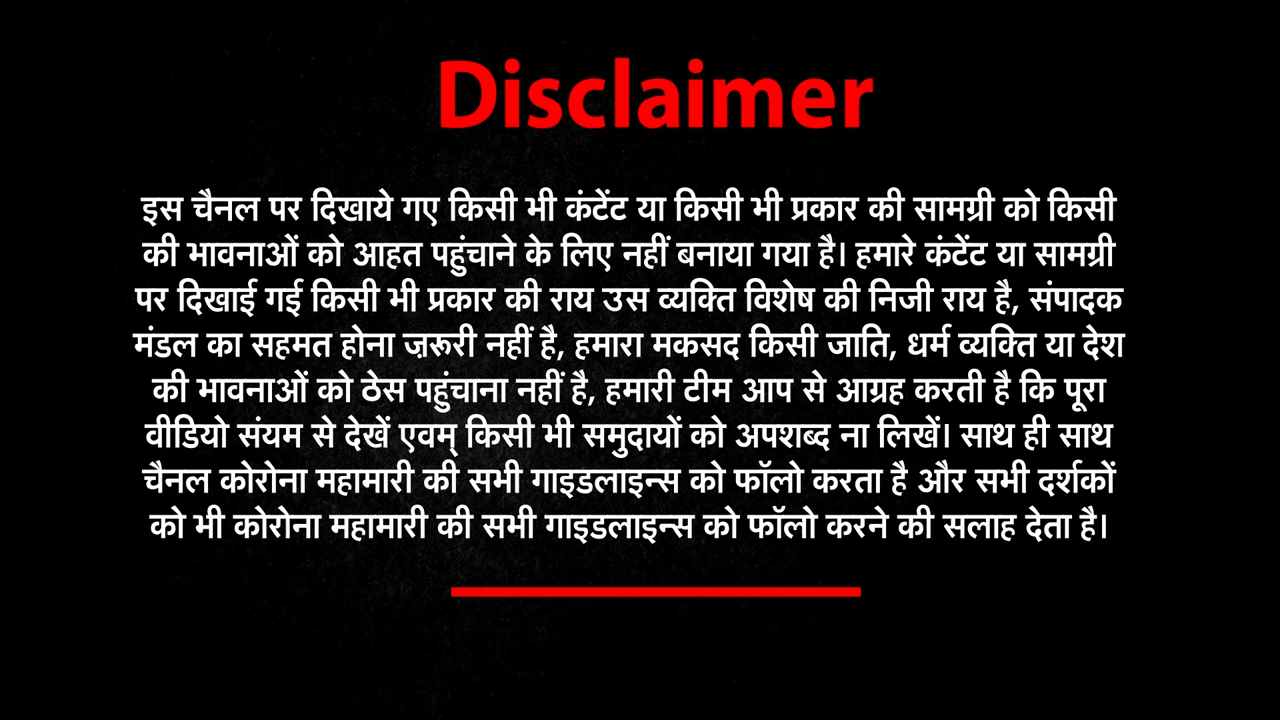 Disclaimer
इस चैनल पर दिखाये गए किसी भी कंटेंट या किसी भी प्रकार की सामग्री को किसी
की भावनाओं को आहत पहुंचाने के लिए नहीं बनाया गया है। हमारे कंटेंट या सामग्री
पर दिखाई गई किसी भी प्रकार की राय उस व्यक्ति विशेष की निजी राय है, संपादक
मंडल का सहमत होना ज़रूरी नहीं है, हमारा मकसद किसी जाति, धर्म व्यक्ति या देश
की भावनाओं को ठेस पहुंचाना नहीं है, हमारी टीम आप से आग्रह करती है कि पूरा
वीडियो संयम से देखें एवम् किसी भी समुदायों को अपशब्द ना लिखें। साथ ही साथ
चैनल कोरोना महामारी की सभी गाइडलाइन्स को फॉलो करता है और सभी दर्शकों
को भी कोरोना महामारी की सभी गाइडलाइन्स को फॉलो करने की सलाह देता है।